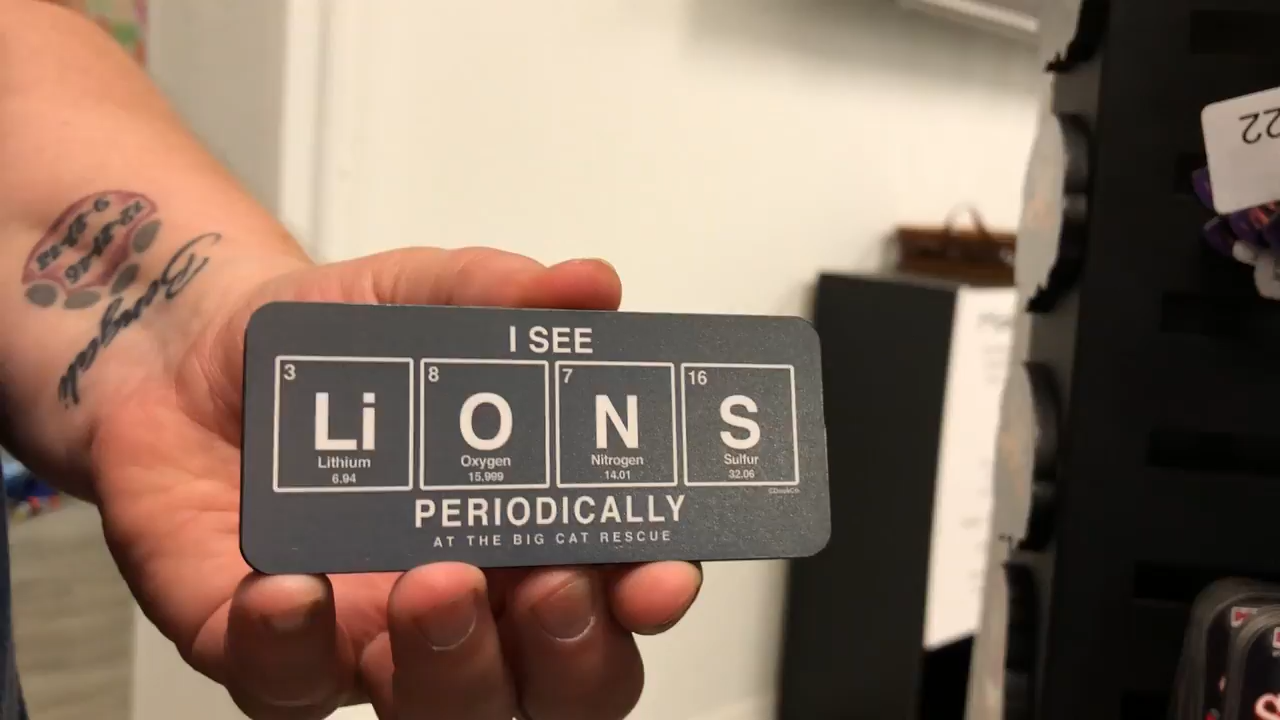 I SEE
3 8 7 16
Li O N S
Lithium Oxygen Nitrogen Sulfur
6.94 15.999 14.01 32.06
PERIODICALLY
AT THE BIG CAT RESCUE
22